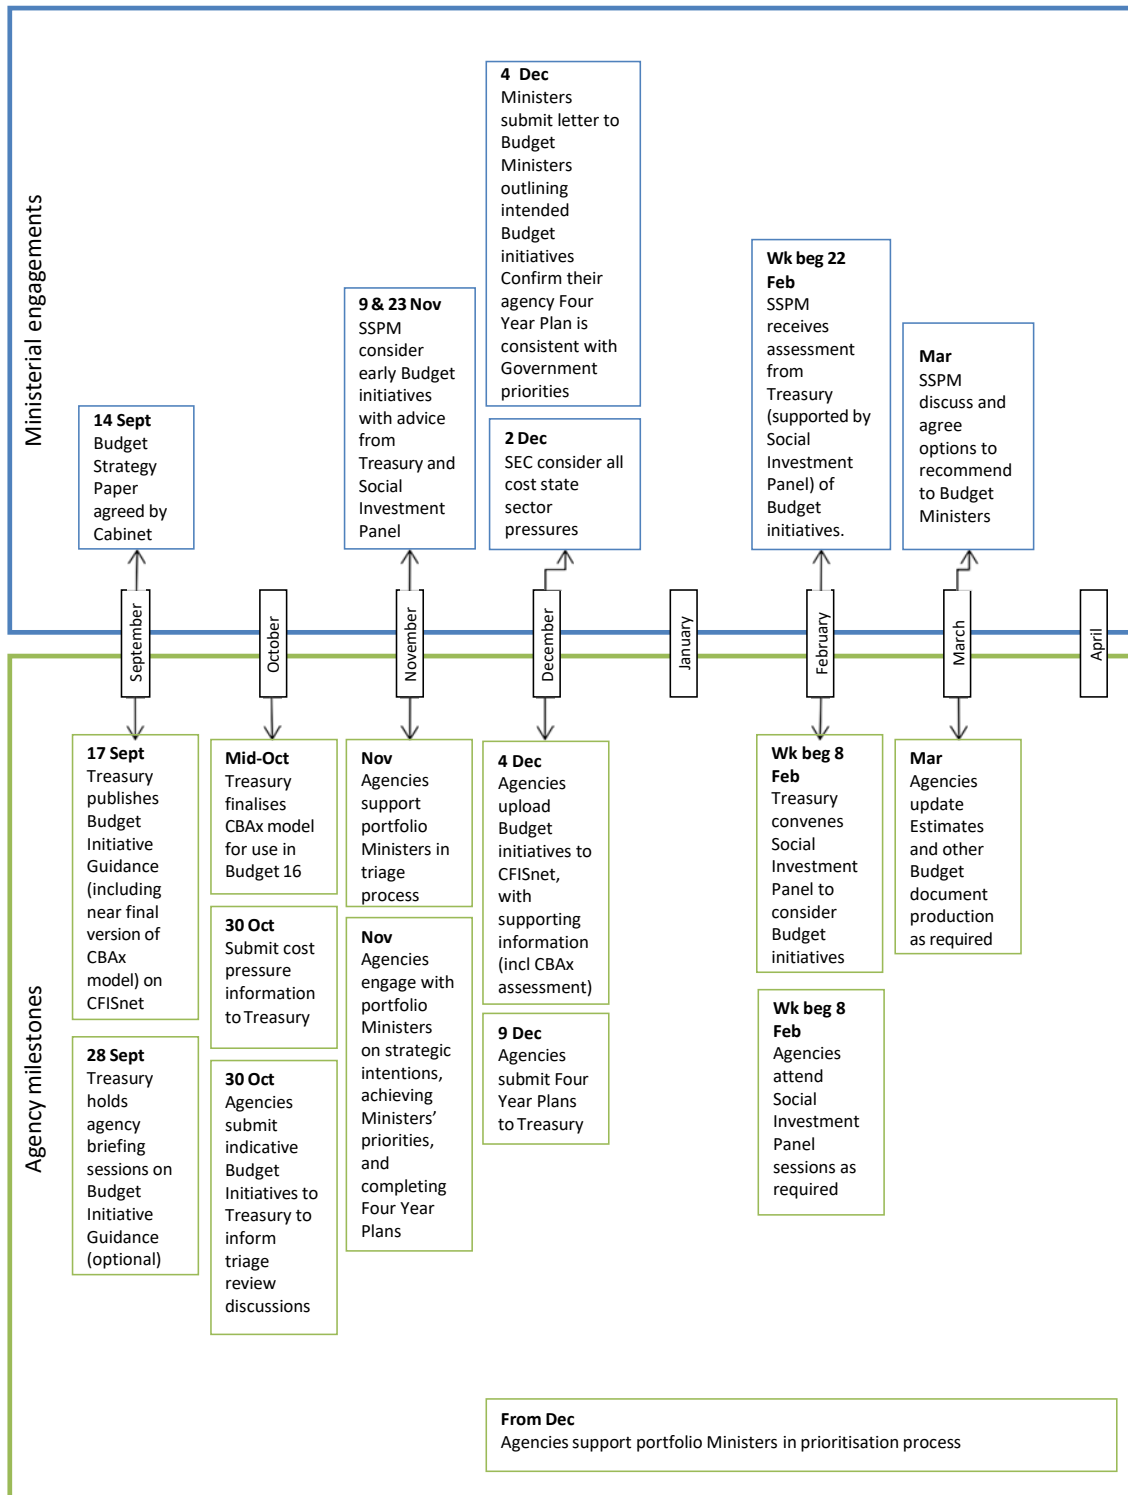 Ministerial engagements
14 Sept
Budget
Strategy
Paper
agreed by
Cabinet
9 & 23 Nov
SSPM
consider
early Budget
initiatives
with advice
from
Treasury and
Social
Investment
Panel
4 Dec
Ministers
submit letter to
Budget
Ministers
outlining
intended
Budget
initiatives
Confirm their
agency Four
Year Plan is
consistent with
Government
priorities
2 Dec
SEC consider all
cost state
sector
pressures
Wk beg 22
Feb
SSPM
receives
assessment
from
Treasury
(supported by
Social
Investment
Panel) of
Budget
initiatives.
Mar
SSPM
discuss and
agree
options to
recommend
to Budget
Ministers
September
October
November
December
January
February
March
April
Agency milestones
17 Sept
Treasury
publishes
Budget
Initiative
Guidance
(including
near final
version of
CBAx
model) on
CFISnet
28 Sept
Treasury
holds
agency
briefing
sessions on
Budget
Initiative
Guidance
(optional)
Mid-Oct
Treasury
finalises
CBAx model
for use in
Budget 16
30 Oct
Submit cost
pressure
information
to Treasury
30 Oct
Agencies
submit
indicative
Budget
Initiatives to
Treasury to
inform
triage
review
discussions
Nov
Agencies
support
portfolio
Ministers in
triage
process
Nov
Agencies
engage with
portfolio
Ministers
on strategic
intentions,
achieving
Ministers’
priorities,
and
completing
Four Year
Plans
4 Dec
Agencies
upload
Budget
initiatives to
CFISnet,
with
supporting
information
(incl CBAx
assessment)
9 Dec
Agencies
submit Four
Year Plans
to Treasury
Wk beg 8
Feb
Treasury
convenes
Social
Investment
Panel to
consider
Budget
initiatives
Wk beg 8
Feb
Agencies
attend
Social
Investment
Panel
sessions as
required
Mar
Agencies
update
Estimates
and other
Budget
document
production
as required
From Dec
Agencies support portfolio Ministers in prioritisation process